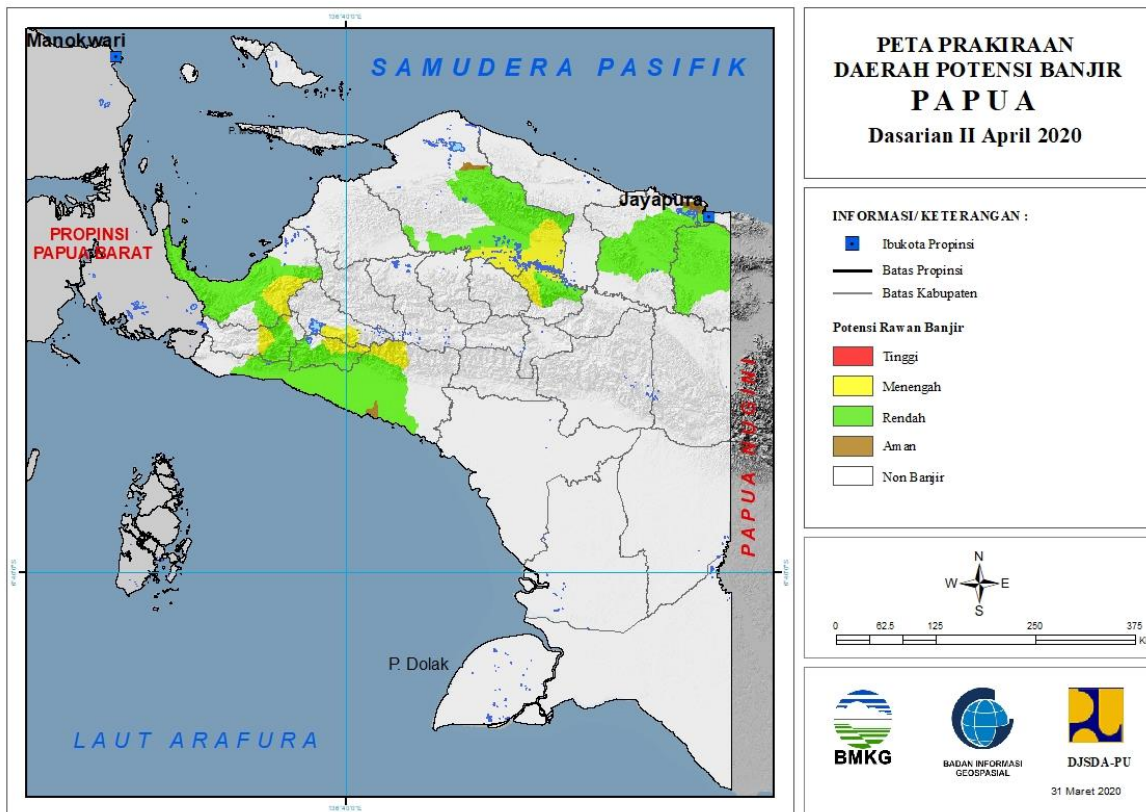 Manokwari
SAMUDERA PASIFIK
Jayapura
PROPINSI
PAPUA BARAT
PAPUA NUGINI
P. Dolak
LAUT ARAFURA
PETA PRAKIRAAN
DAERAH POTENSI BANJIR
PAPUA
Dasarian II April 2020
INFORMASI/ KETERANGAN :
Ibukota Propinsi
Batas Propinsi
Batas Kabupaten
Potensi Rawan Banjir
Tinggi
Menengah
Rendah
Aman
Non Banjir
N
W E
S
0 62.5 125 250 375
BMKG
BADAN INFORMASI
GEOSPASIAL
DJSDA-PU
31 Maret 2020